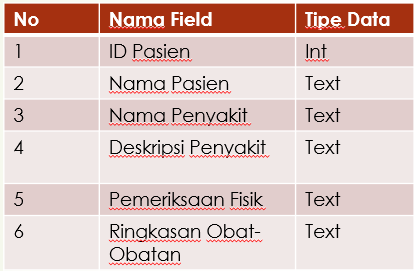 No Nama Field Tipe Data
1 ID Pasien Int
2 Nama Pasien Text
3 Nama Penyakit Text
4 Deskripsi Penyakit Text
5 Pemeriksaan Fisik Text
6 Ringkasan Obat- Text
Obatan